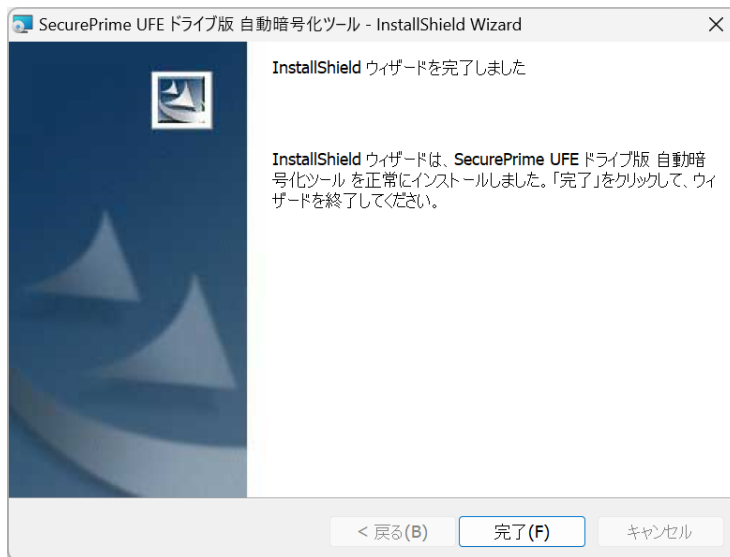 SecurePrime UFE ドライブ版 自動暗号化ツール - InstallShield Wizard
InstallShield ウィザードを完了しました
InstallShield ウィザードは、SecurePrime UFE ドライブ版 自動暗
号化ツール を正常にインストールしました。「完了」をクリックして、ウィ
ザードを終了してください。
< 戻る(B)
完了(F)
キャンセル